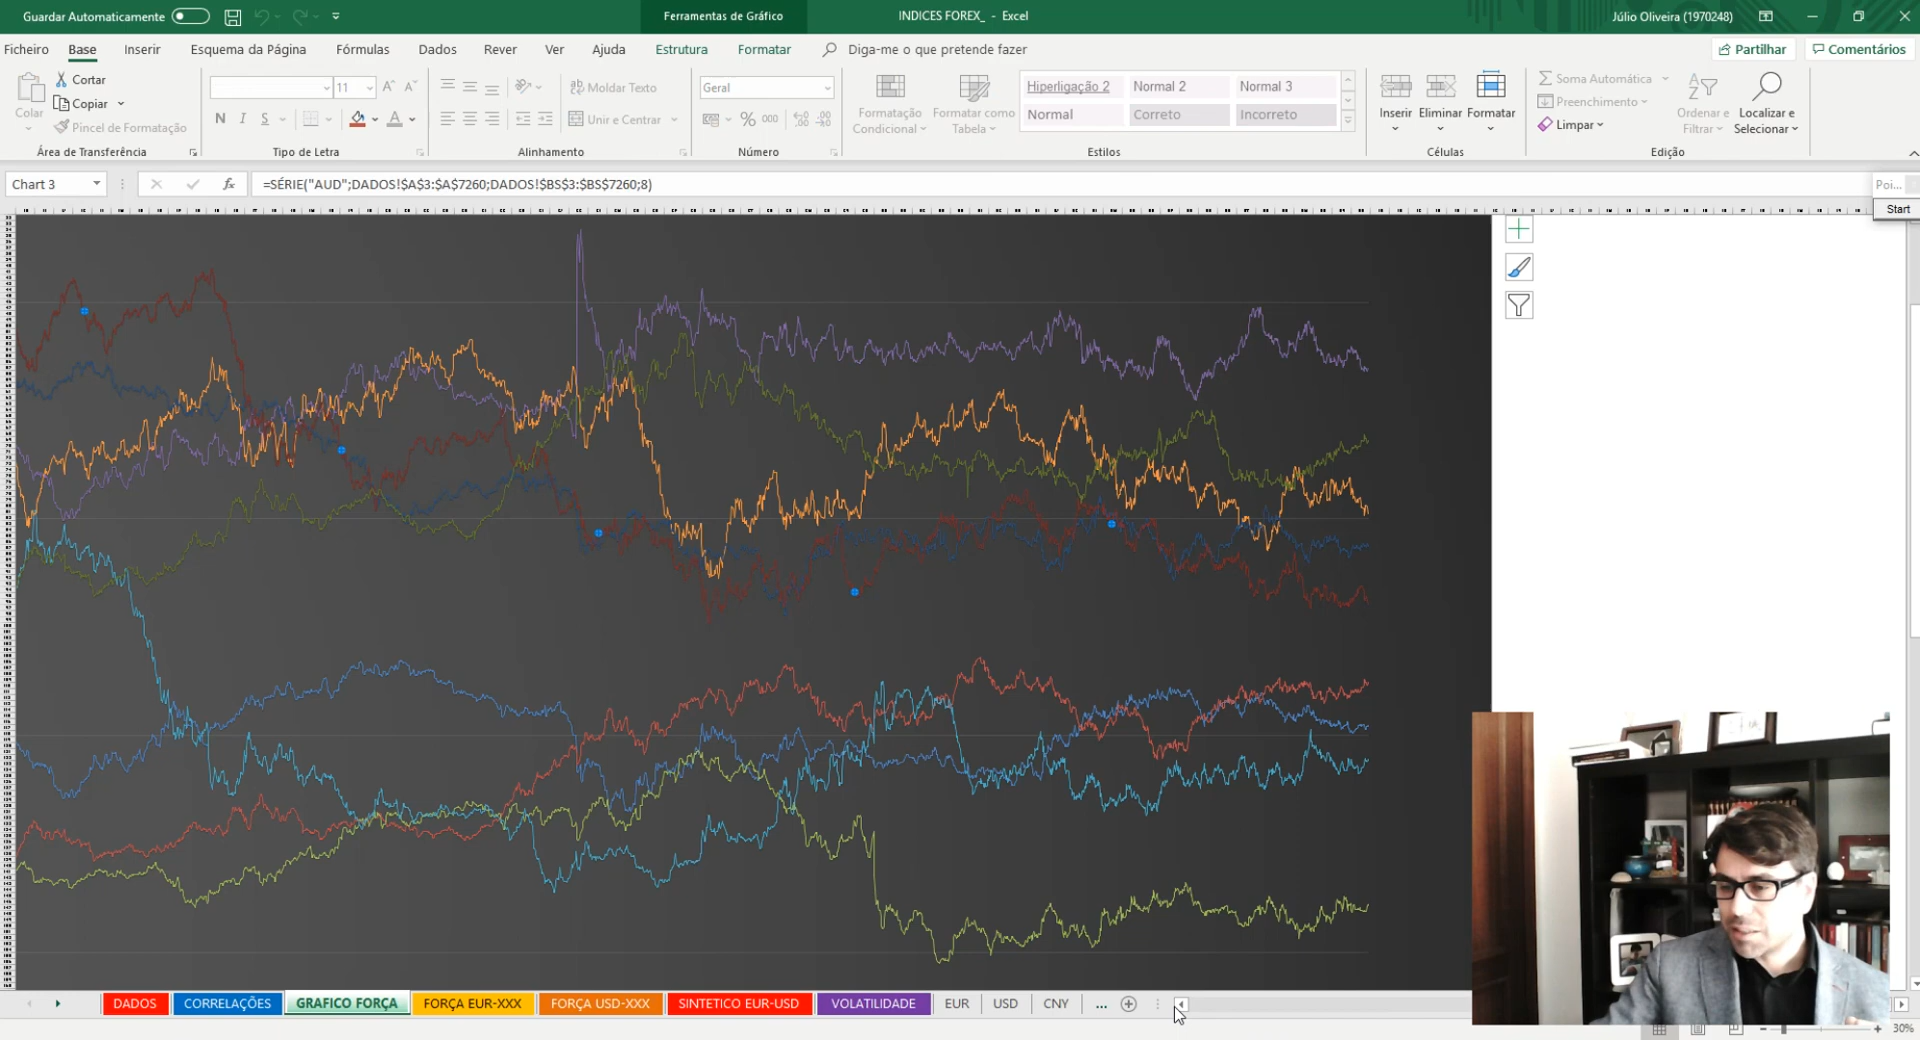 Guardar Automaticamente
Ferramentas de Gráfico
INDICES FOREX_ - Excel
Júlio Oliveira (1970248)
Ficheiro Base Inserir Esquema da Página Fórmulas Dados Rever Ver Ajuda Estrutura Formatar Diga-me o que pretende fazer
Partilhar Comentários
Colar
Cortar
Copiar
Pincel de Formatação
Área de Transferência
11
N I S A
Tipo de Letra
Moldar Texto
Unir e Centrar
Alinhamento
Geral
% 000
Número
Formatação
Condicional
Formatar como
Tabela
Hiperligação 2 Normal 2 Normal 3
Normal Correto Incorreto
Estilos
Inserir Eliminar Formatar
Células
Soma Automática
Preenchimento
Limpar
Ordenar e
Filtrar
Localizar e
Selecionar
Edição
Chart 3
fx
=SÉRIE("AUD";DADOS!$A$3:$A$7260;DADOS!$BS$3:$BS$7260;8)
Poi...
Start
DADOS CORRELAÇÕES GRAFICO FORÇA FORÇA EUR-XXX FORÇA USD-XXX SINTETICO EUR-USD VOLATILIDADE EUR USD CNY ...
30%